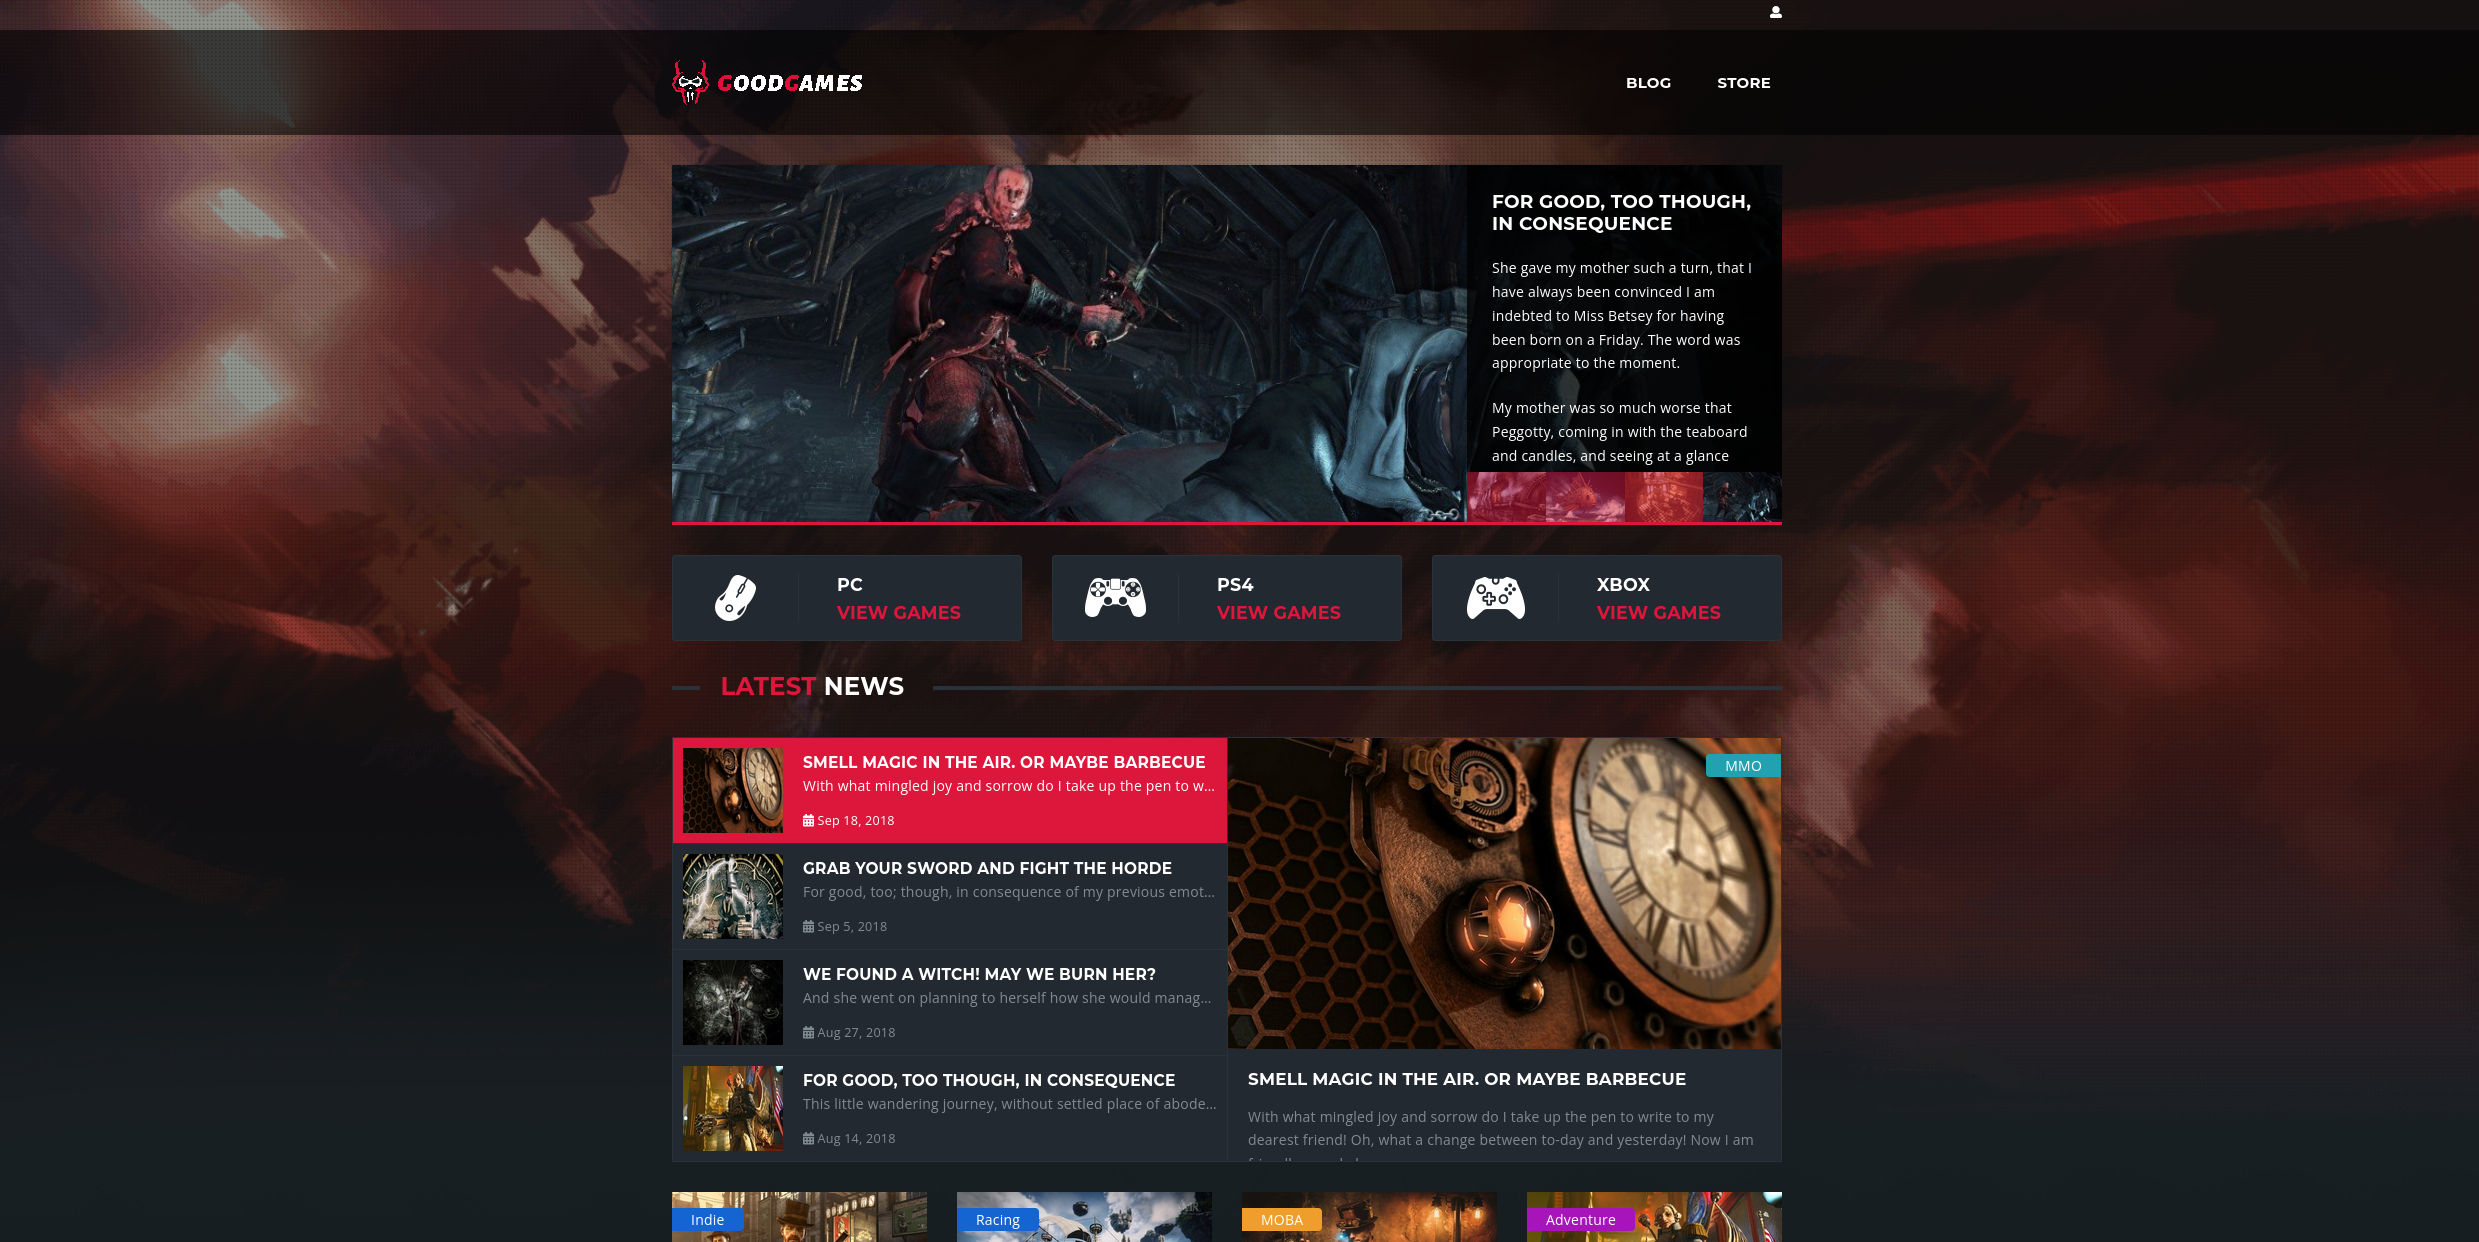 GOODGAMES
BLOG
STORE
FOR GOOD, TOO THOUGH,
IN CONSEQUENCE
She gave my mother such a turn, that I
have always been convinced I am
indebted to Miss Betsey for having
been born on a Friday. The word was
appropriate to the moment.
My mother was so much worse that
Peggotty, coming in with the teaboard
and candles, and seeing at a glance
PC
VIEW GAMES
PS4
VIEW GAMES
XBOX
VIEW GAMES
LATEST NEWS
SMELL MAGIC IN THE AIR. OR MAYBE BARBECUE
With what mingled joy and sorrow do I take up the pen to w...
Sep 18, 2018
GRAB YOUR SWORD AND FIGHT THE HORDE
For good, too; though, in consequence of my previous emot...
Sep 5, 2018
WE FOUND A WITCH! MAY WE BURN HER?
And she went on planning to herself how she would manag...
Aug 27, 2018
FOR GOOD, TOO THOUGH, IN CONSEQUENCE
This little wandering journey, without settled place of abode...
Aug 14, 2018
MMO
SMELL MAGIC IN THE AIR. OR MAYBE BARBECUE
With what mingled joy and sorrow do I take up the pen to write to my
dearest friend! Oh, what a change between to-day and yesterday! Now I am
Indie
Racing
MOBA
Adventure